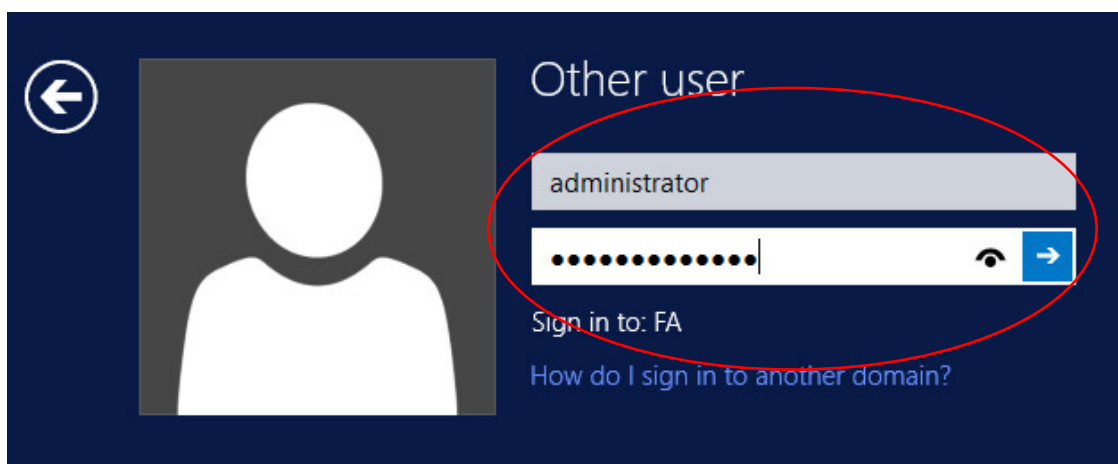 Other user
administrator
•••••••••••••
Sign in to: FA
How do I sign in to another domain?